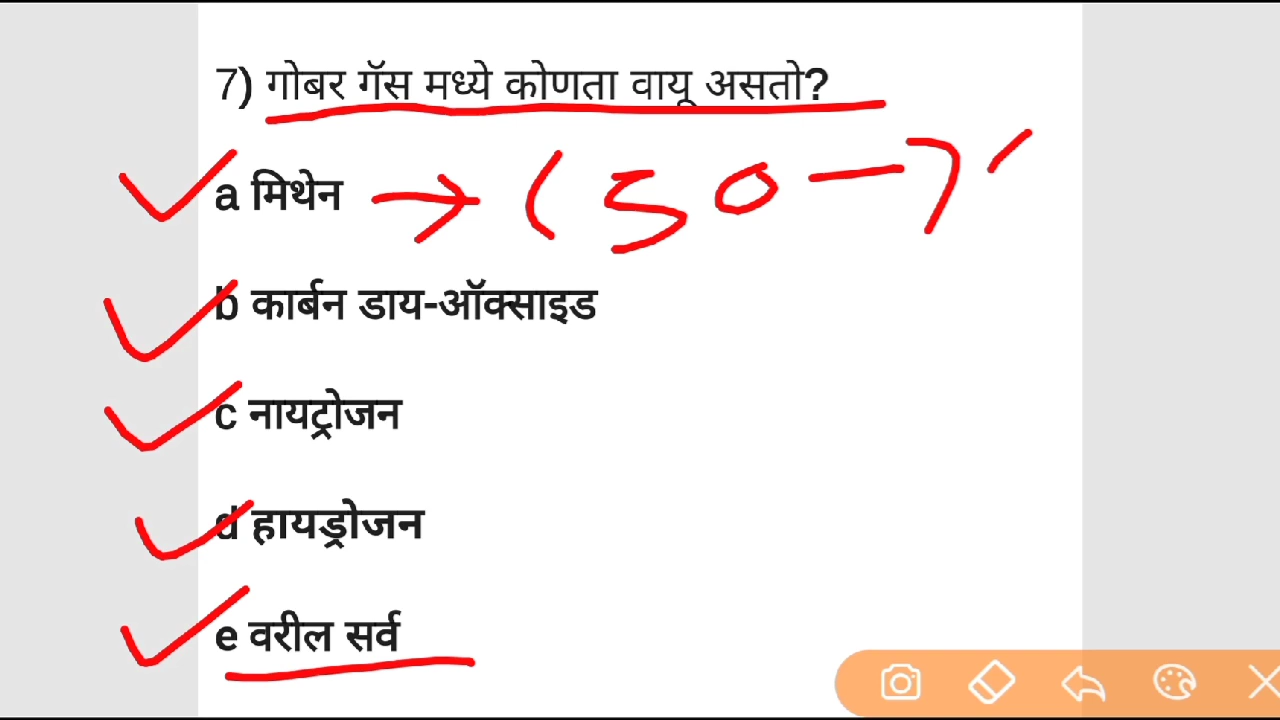 7) गोबर गॅस मध्ये कोणता वायू असतो?
a मिथेन → (50 – 7
b कार्बन डाय-ऑक्साइड
c नायट्रोजन
d हायड्रोजन
e वरील सर्व